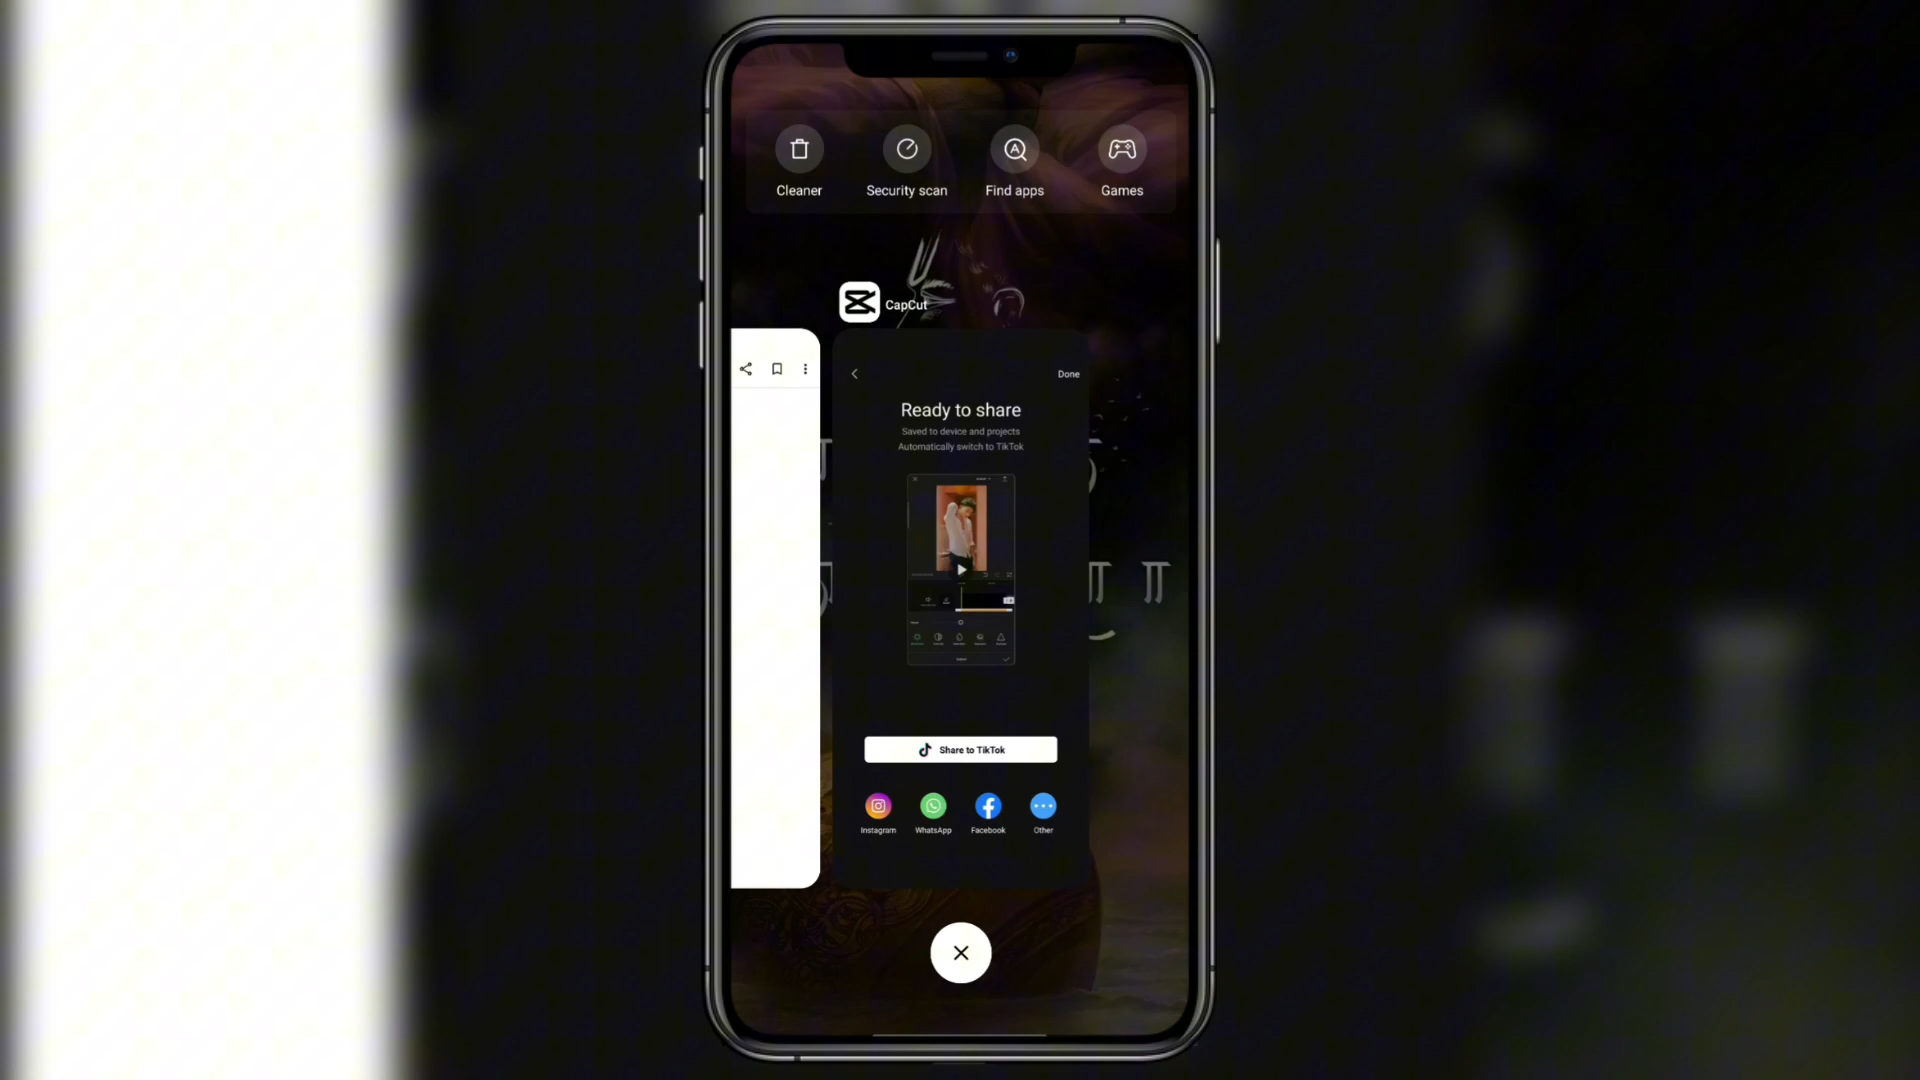 Cleaner
Security scan
Find apps
Games
CapCut
Done
Ready to share
Saved to device and projects
Automatically switch to TikTok
Share to TikTok
Instagram
WhatsApp
Facebook
Other